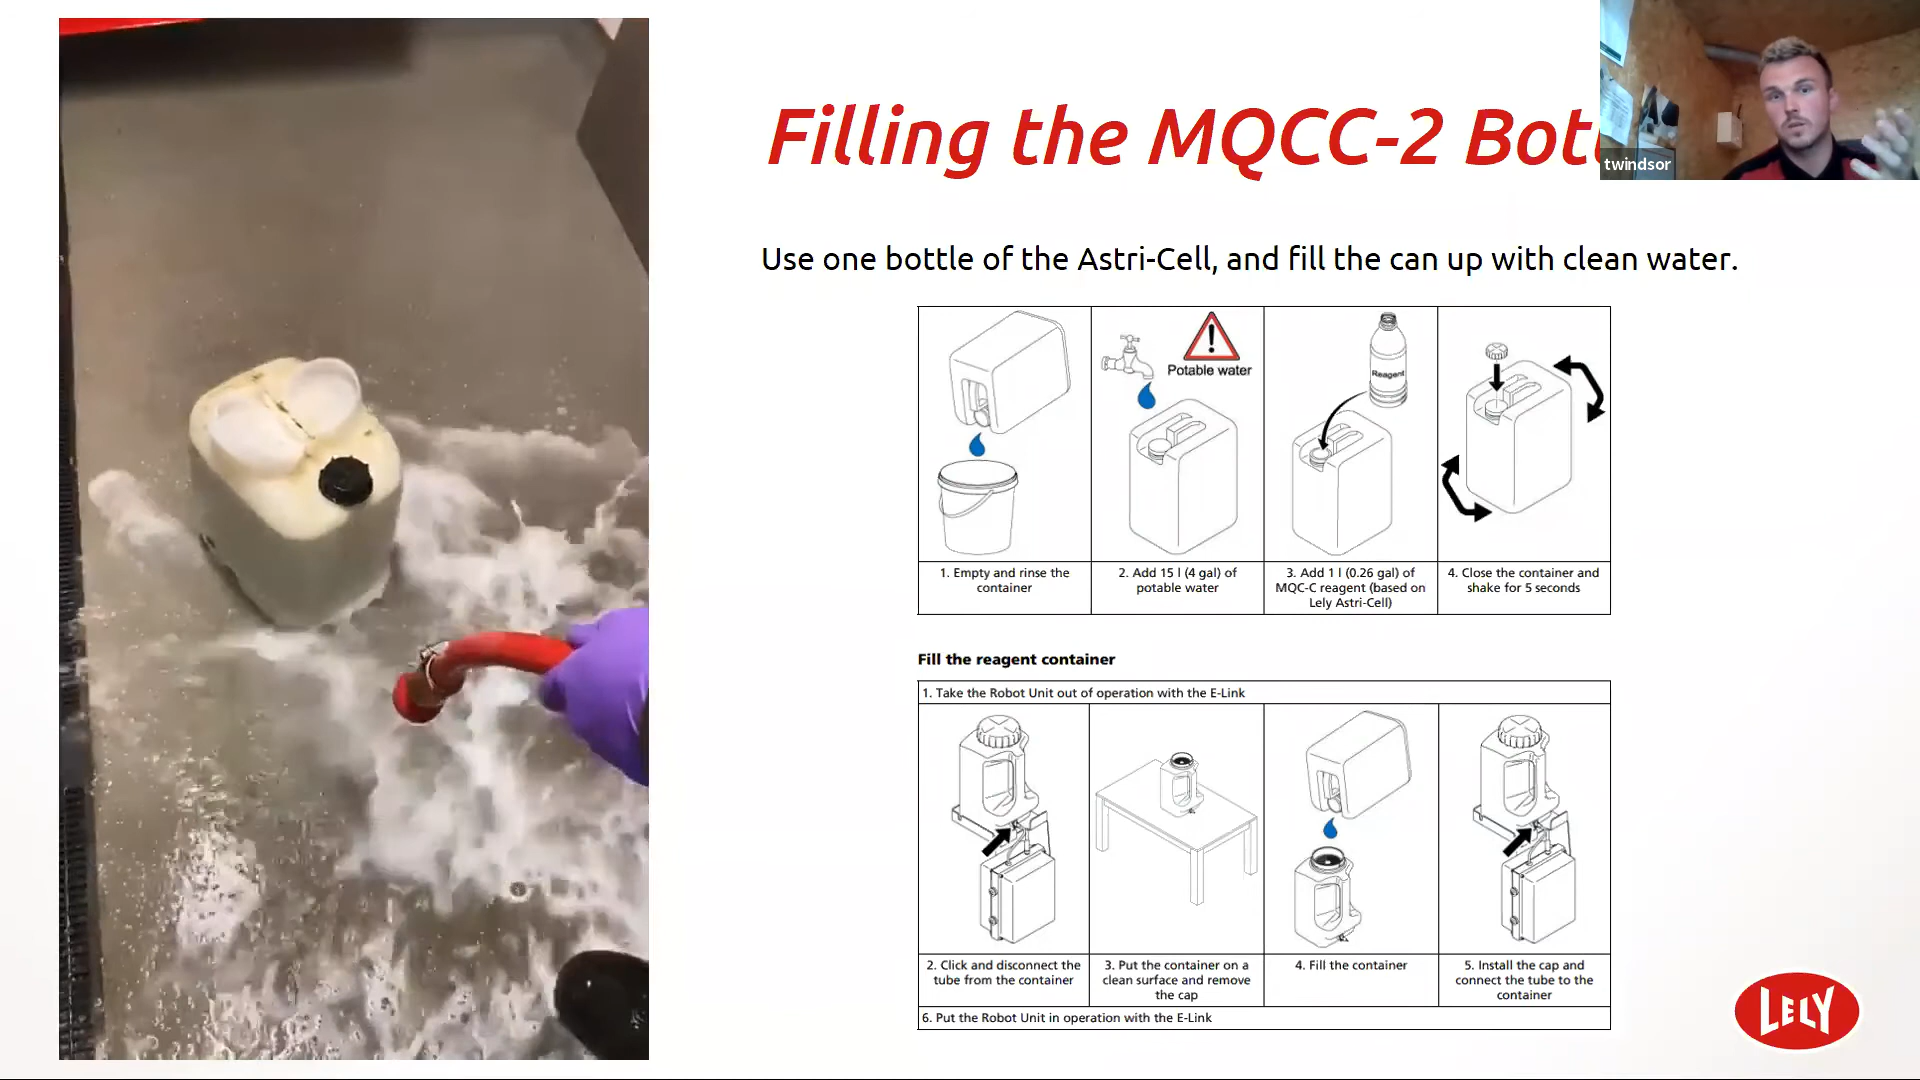 Filling the MQCC-2
twindsor
Use one bottle of the Astri-Cell, and fill the can up with clean water.
Potable water
Reagent
1. Empty and rinse the
container
2. Add 15 l (4 gal) of
potable water
3. Add 1 l (0.26 gal) of
MQC-C reagent (based on
Lely Astri-Cell)
4. Close the container and
shake for 5 seconds
Fill the reagent container
1. Take the Robot Unit out of operation with the E-Link
2. Click and disconnect the
tube from the container
3. Put the container on a
clean surface and remove
the cap
4. Fill the container
5. Install the cap and
connect the tube to the
container
6. Put the Robot Unit in operation with the E-Link
LELY